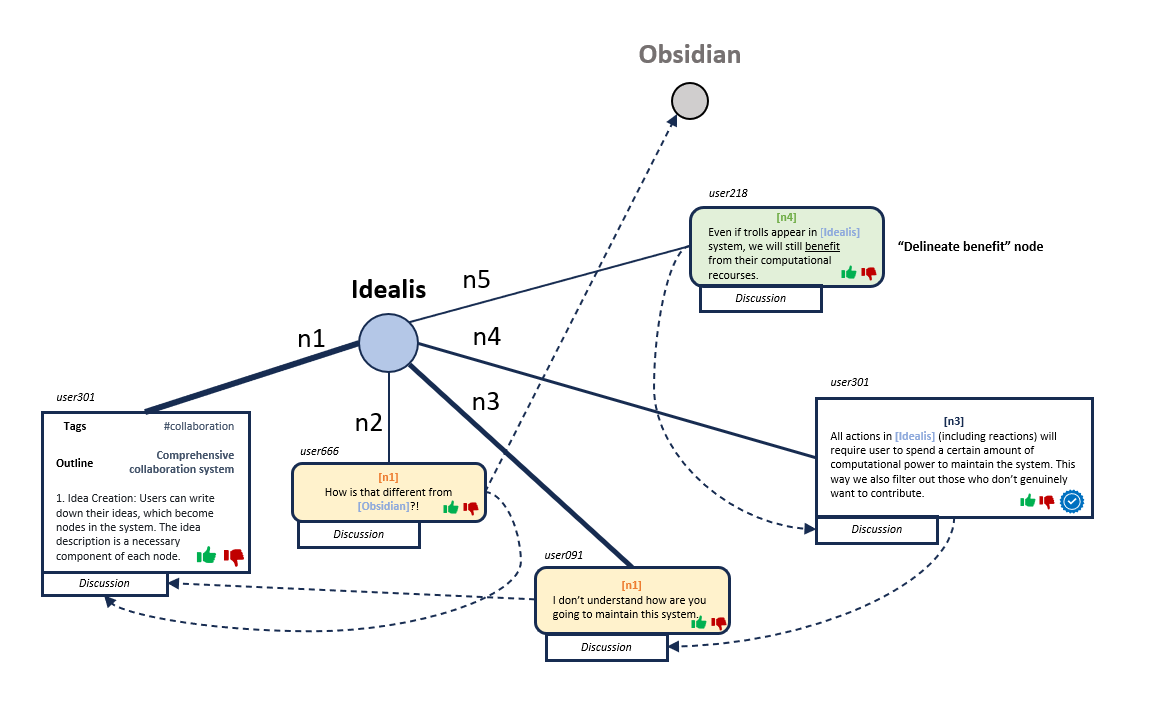 Obsidian
user218
[n4]
Even if trolls appear in [Idealis]
system, we will still benefit
from their computational
recourses.
Discussion
“Delineate benefit” node
Idealis
n5
n1
n4
n2
n3
user301
Tags #collaboration
Outline Comprehensive
collaboration system
1. Idea Creation: Users can write
down their ideas, which become
nodes in the system. The idea
description is a necessary
component of each node.
Discussion
user666
[n1]
How is that different from
[Obsidian]?!
Discussion
user091
[n1]
I don’t understand how are you
going to maintain this system.
Discussion
user301
[n3]
All actions in [Idealis] (including reactions) will
require user to spend a certain amount of
computational power to maintain the system. This
way we also filter out those who don’t genuinely
want to contribute.
Discussion